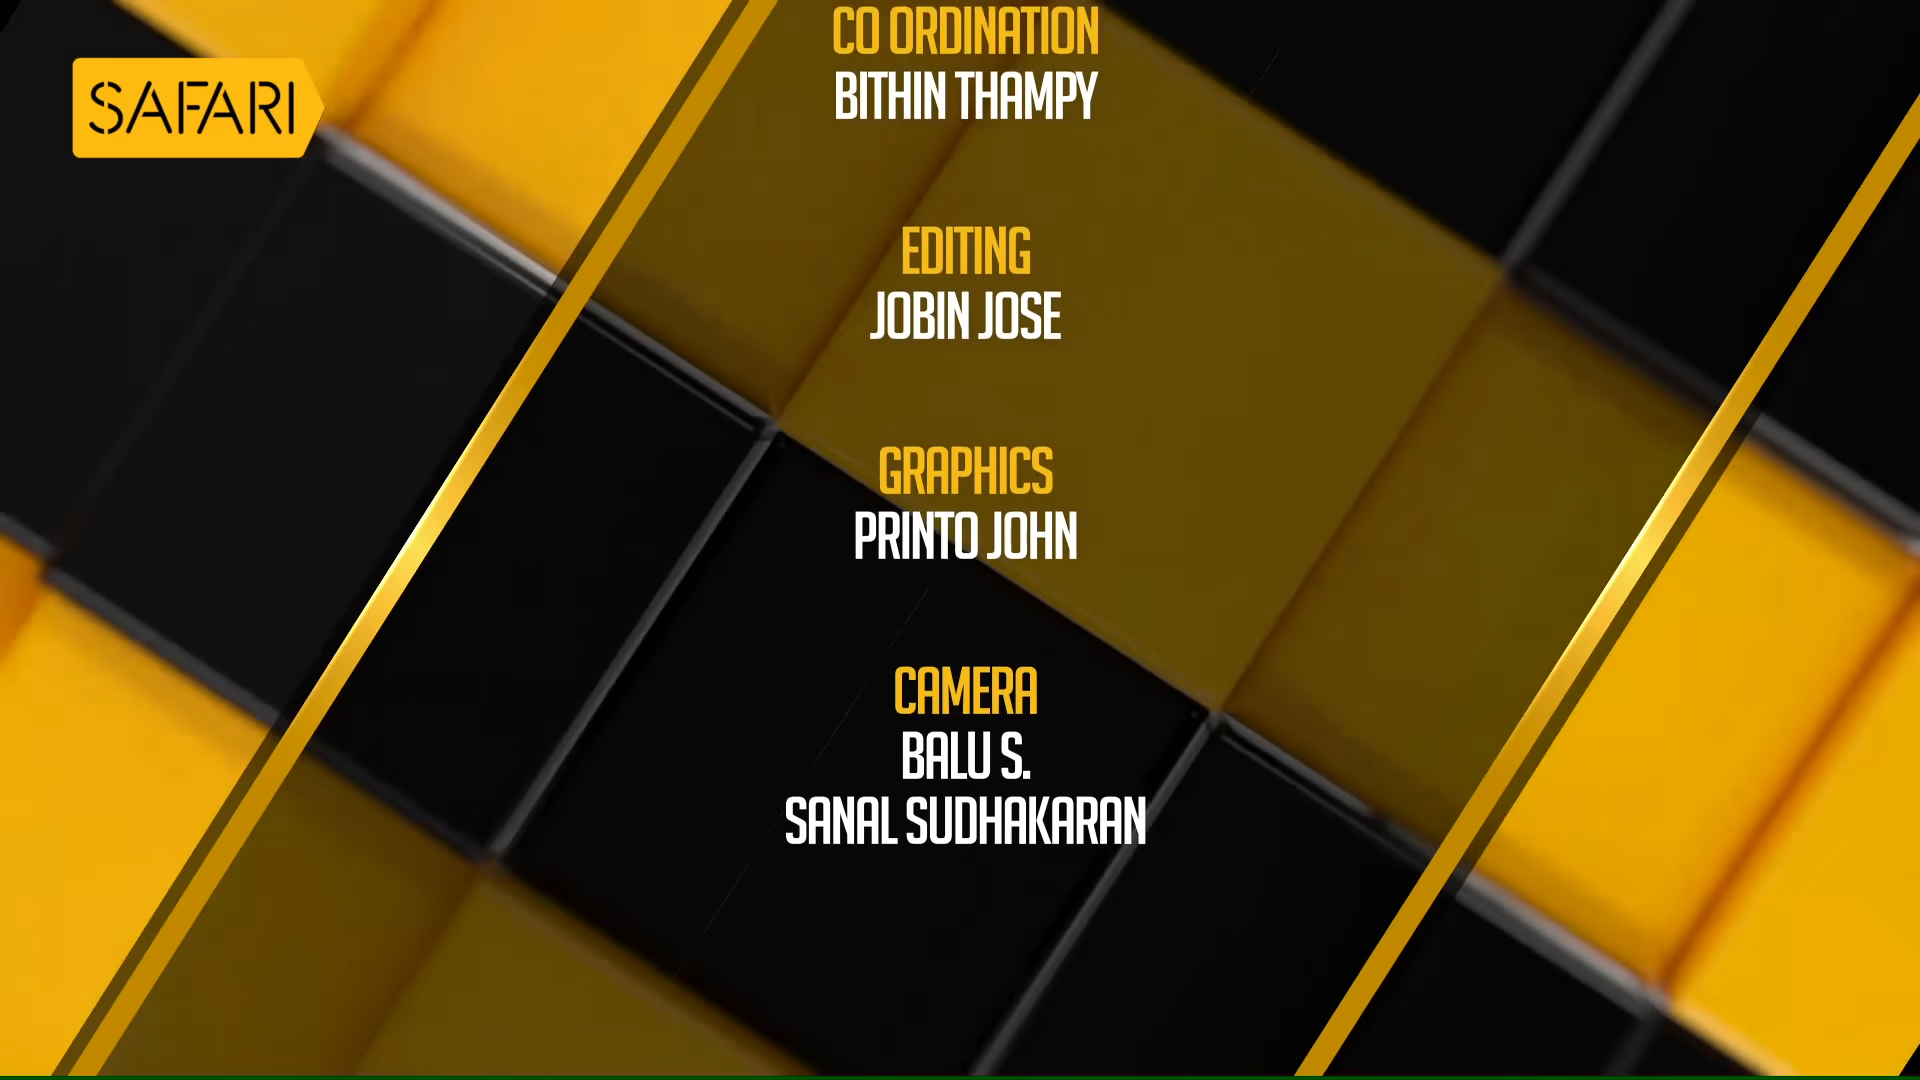 SAFARI
CO ORDINATION
BITHIN THAMPY
EDITING
JOBIN JOSE
GRAPHICS
PRINTO JOHN
CAMERA
BALU S.
SANAL SUDHAKARAN